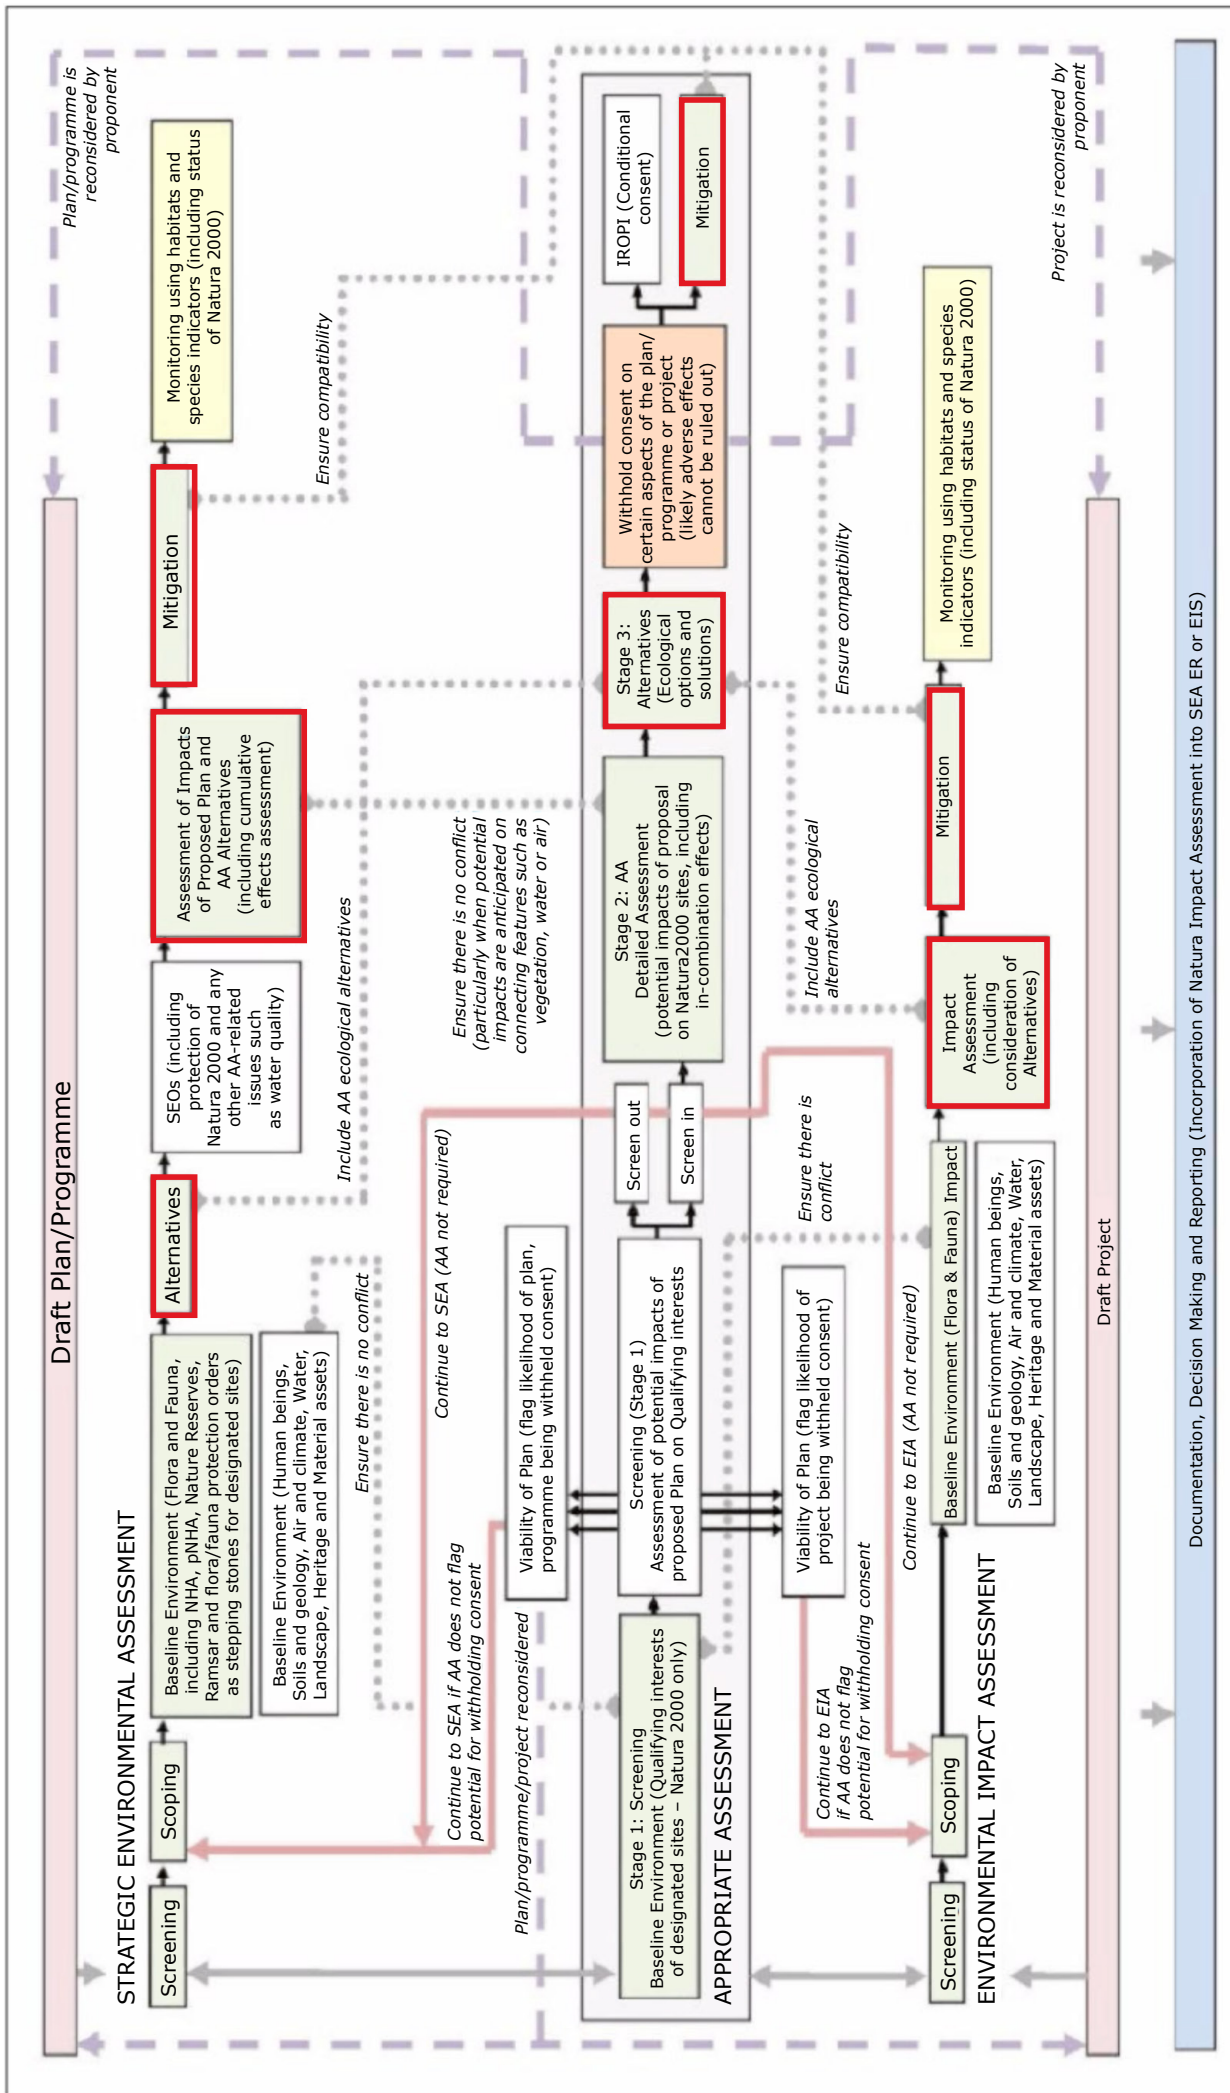 Draft Plan/Programme
Plan/programme is
reconsidered by
proponent
STRATEGIC ENVIRONMENTAL ASSESSMENT
Screening
Scoping
Baseline Environment (Flora and Fauna,
including NHA, pNHA, Nature Reserves,
Ramsar and flora/fauna protection orders
as stepping stones for designated sites)
Baseline Environment (Human beings,
Soils and geology, Air and climate, Water,
Landscape, Heritage and Material assets)
Alternatives
SEOs (including
protection of
Natura 2000 and any
other AA-related
issues such
as water quality)
Assessment of Impacts
of Proposed Plan and
AA Alternatives
(including cumulative
effects assessment)
Mitigation
Monitoring using habitats and
species indicators (including status
of Natura 2000)
Ensure there is no conflict
Include AA ecological alternatives
Ensure compatibility
Continue to SEA (AA not required)
Continue to SEA if AA does not flag
potential for withholding consent
Ensure there is no conflict
(particularly when potential
impacts are anticipated on
connecting features such as
vegetation, water or air)
Plan/programme/project reconsidered
Viability of Plan (flag likelihood of plan,
programme being withheld consent)
Stage 1: Screening
Baseline Environment (Qualifying interests
of designated sites – Natura 2000 only)
Screening (Stage 1)
Assessment of potential impacts of
proposed Plan on Qualifying interests
Screen out
Screen in
Stage 2: AA
Detailed Assessment
(potential impacts of proposal
on Natura2000 sites, including
in-combination effects)
Stage 3:
Alternatives
(Ecological
options and
solutions)
Withhold consent on
certain aspects of the plan/
programme or project
(likely adverse effects
cannot be ruled out)
IROPI (Conditional
consent)
Mitigation
APPROPRIATE ASSESSMENT
Viability of Plan (flag likelihood of
project being withheld consent)
Continue to EIA
if AA does not flag
potential for withholding consent
Ensure there is
conflict
Include AA ecological
alternatives
Ensure compatibility
Continue to EIA (AA not required)
Screening
Scoping
Baseline Environment (Flora & Fauna) Impact
Baseline Environment (Human beings,
Soils and geology, Air and climate, Water,
Landscape, Heritage and Material assets)
Impact
Assessment
(including
consideration of
Alternatives)
Mitigation
Monitoring using habitats and species
indicators (including status of Natura 2000)
ENVIRONMENTAL IMPACT ASSESSMENT
Project is reconsidered by
proponent
Draft Project
Documentation, Decision Making and Reporting (Incorporation of Natura Impact Assessment into SEA ER or EIS)